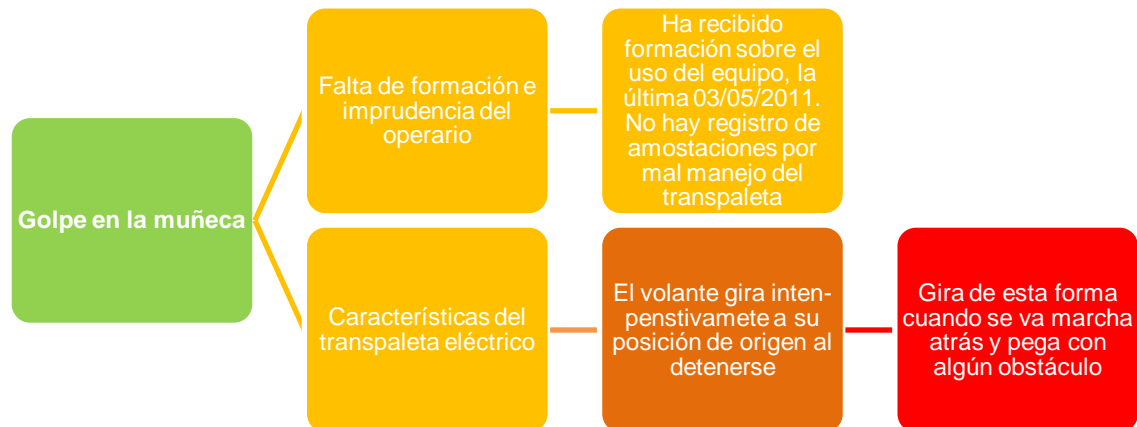 Golpe en la muñeca
Falta de formación e
imprudencia del
operario
Ha recibido
formación sobre el
uso del equipo, la
última 03/05/2011.
No hay registro de
amostaciones por
mal manejo del
transpaleta
Características del
transpaleta eléctrico
El volante gira inten-
penstivamete a su
posición de origen al
detenerse
Gira de esta forma
cuando se va marcha
atrás y pega con
algún obstáculo